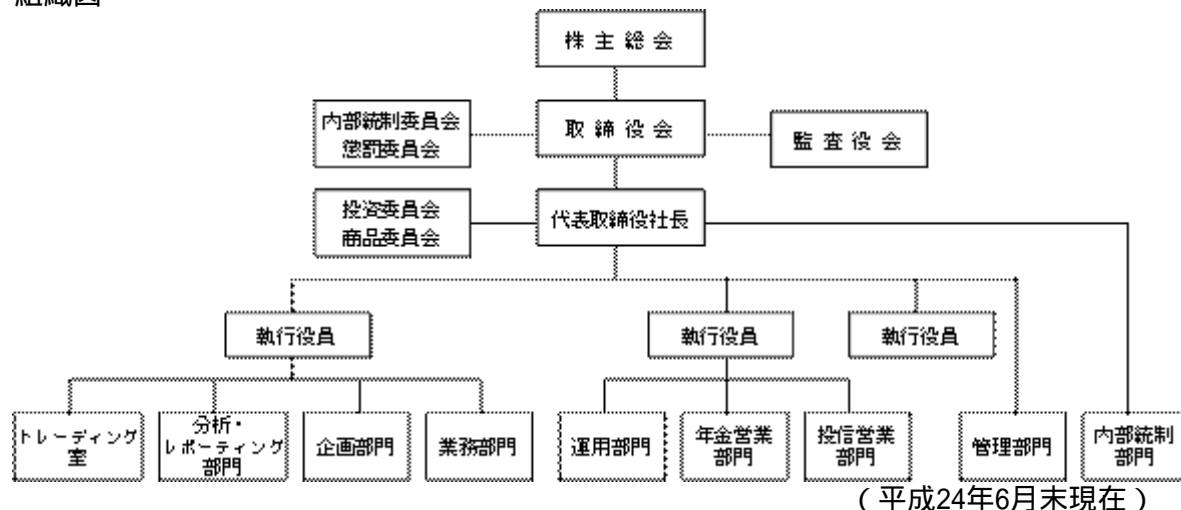 組織図
株主総会
内部統制委員会
懲罰委員会
取締役会
監査役会
投資委員会
商品委員会
代表取締役社長
執行役員
執行役員
執行役員
トレーディング
室
分析・
レポーティング
部門
企画部門
業務部門
運用部門
年金営業
部門
投信営業
部門
管理部門
内部統制
部門
(平成24年6月末現在)